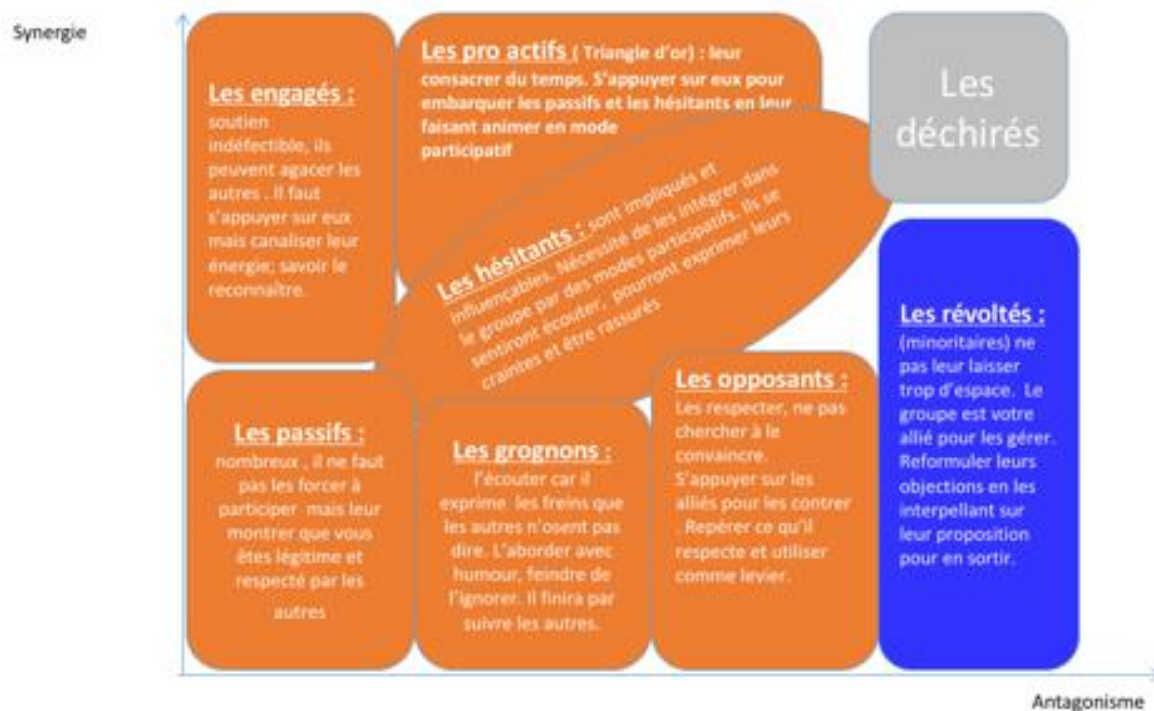 Synergie
Les engagés :
soutien
indéfectible, ils
peuvent agacer les
autres . Il faut
s'appuyer sur eux
mais canaliser leur
énergie; savoir le
reconnaître.
Les pro actifs ( Triangle d'or) : leur
consacrer du temps. S'appuyer sur eux pour
embarquer les passifs et les hésitants en leur
faisant animer en mode
participatif
Les
déchirés
Les hésitants : sont impliqués et
influençables. Nécessité de les intégrer dans
le groupe par des modes participatifs. Ils se
sentiront écouter, pourront exprimer leurs
craintes et être rassurés
Les révoltés :
(minoritaires) ne
pas leur laisser
trop d'espace. Le
groupe est votre
allié pour les gérer.
Reformuler leurs
objections en les
interpellant sur
leur proposition
pour en sortir.
Les passifs :
nombreux , il ne faut
pas les forcer à
participer mais leur
montrer que vous
êtes légitime et
respecté par les
autres
Les grognons :
l'écouter car il
exprime les freins que
les autres n'osent pas
dire. L'aborder avec
humour, feindre de
l'ignorer. Il finira par
suivre les autres.
Les opposants :
Les respecter, ne pas
chercher à le
convaincre.
S'appuyer sur les
alliés pour les contrer
. Repérer ce qu'il
respecte et utiliser
comme levier.
Antagonisme